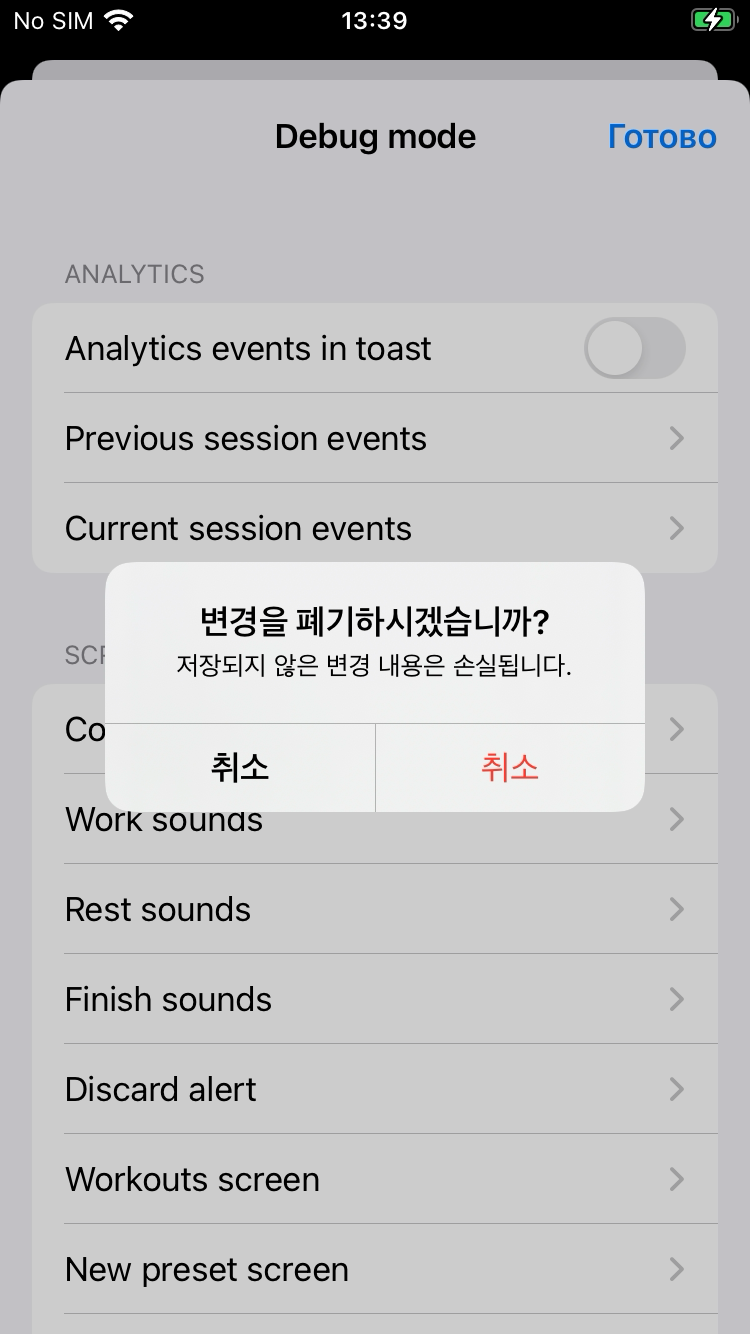 No SIM
13:39
Debug mode
Готово
ANALYTICS
Analytics events in toast
Previous session events
Current session events
변경을 폐기하시겠습니까?
저장되지 않은 변경 내용은 손실됩니다.
취소
취소
Work sounds
Rest sounds
Finish sounds
Discard alert
Workouts screen
New preset screen